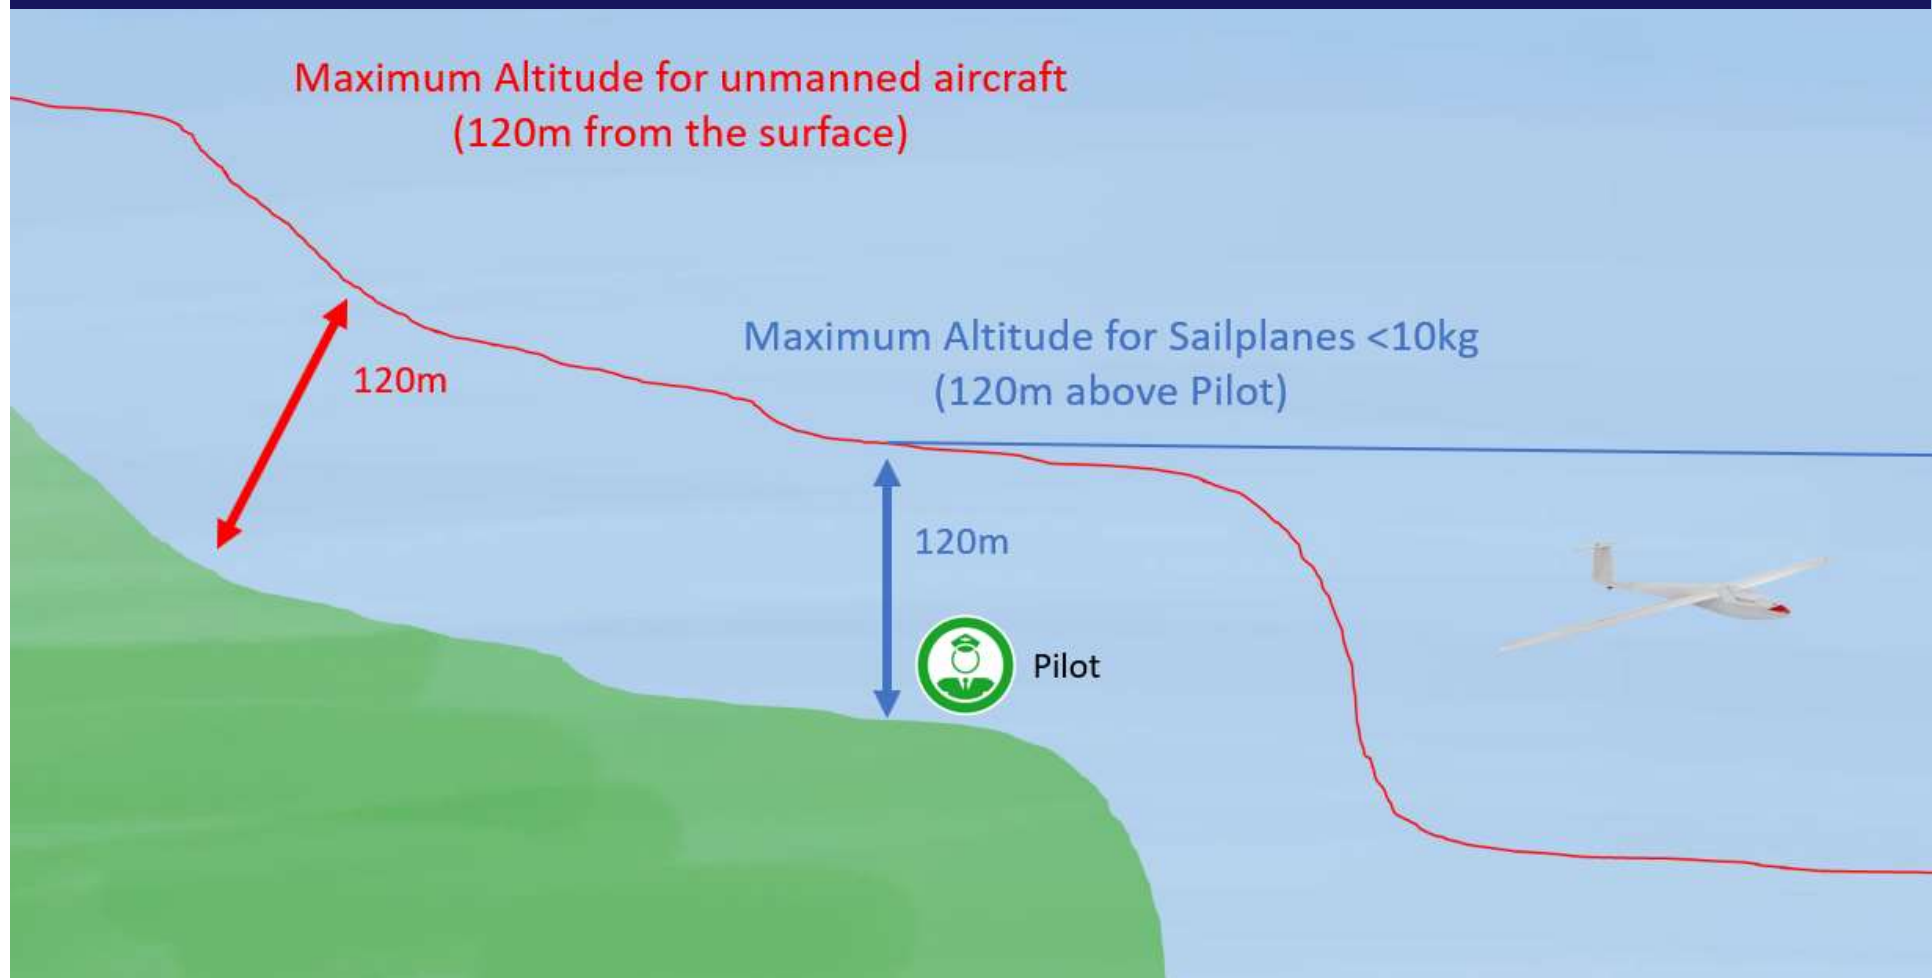 Maximum Altitude for unmanned aircraft
(120m from the surface)
Maximum Altitude for Sailplanes <10kg
(120m above Pilot)
120m
120m
Pilot